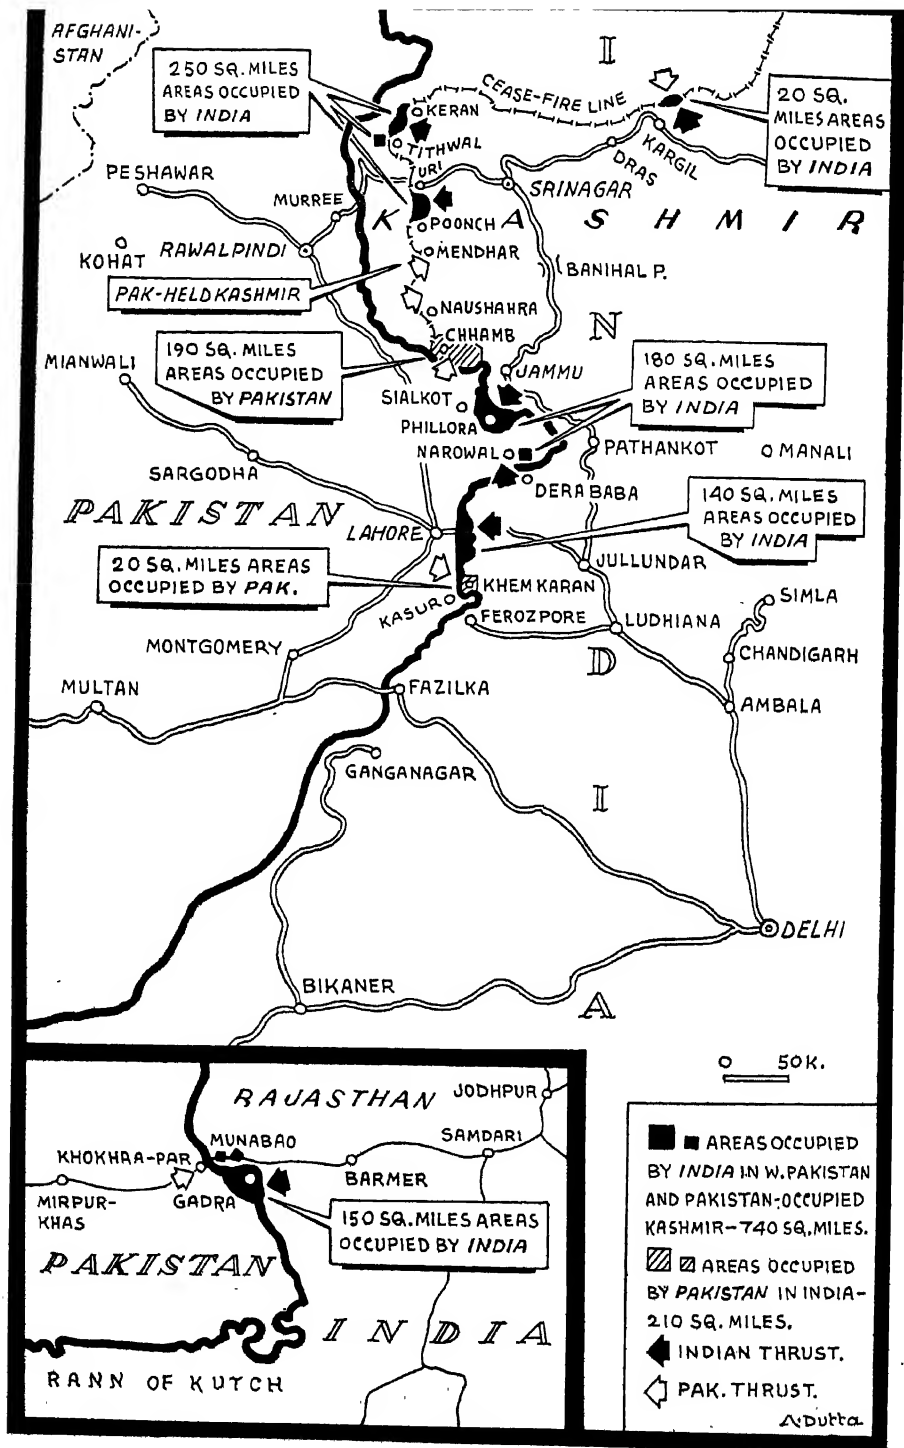 AFGHANI-
STAN
250 SQ. MILES
AREAS OCCUPIED
BY INDIA
I
CEASE-FIRE LINE
20 SQ.
MILES AREAS
OCCUPIED
BY INDIA
KERAN
TITHWAL
URI
KARGIL
DRAS
SRINAGAR
PESHAWAR
MURREE
K A S H M I R
POONCH
KOHAT
RAWALPINDI
MENDHAR
BANIHAL P.
PAK-HELD KASHMIR
NAUSHAHRA
N
CHHAMB
MIANWALI
190 SQ. MILES
AREAS OCCUPIED
BY PAKISTAN
JAMMU
180 SQ. MILES
AREAS OCCUPIED
BY INDIA
SIALKOT
PHILLORA
NAROWAL
PATHANKOT
MANALI
SARGODHA
DERA BABA
PAKISTAN
140 SQ. MILES
AREAS OCCUPIED
BY INDIA
LAHORE
20 SQ. MILES AREAS
OCCUPIED BY PAK.
JULLUNDAR
KHEM KARAN
SIMLA
KASUR
FEROZPORE
LUDHIANA
MONTGOMERY
D
CHANDIGARH
MULTAN
FAZILKA
AMBALA
GANGANAGAR
I
DELHI
BIKANER
A
0 50K.
RAJASTHAN
JODHPUR
MUNABAO
SAMDARI
KHOKHRA-PAR
BARMER
MIRPUR-
KHAS
GADRA
150 SQ. MILES AREAS
OCCUPIED BY INDIA
PAKISTAN
INDIA
RANN OF KUTCH
AREAS OCCUPIED
BY INDIA IN W. PAKISTAN
AND PAKISTAN-OCCUPIED
KASHMIR-740 SQ. MILES.
AREAS OCCUPIED
BY PAKISTAN IN INDIA-
210 SQ. MILES.
INDIAN THRUST.
PAK. THRUST.
A. Dutta